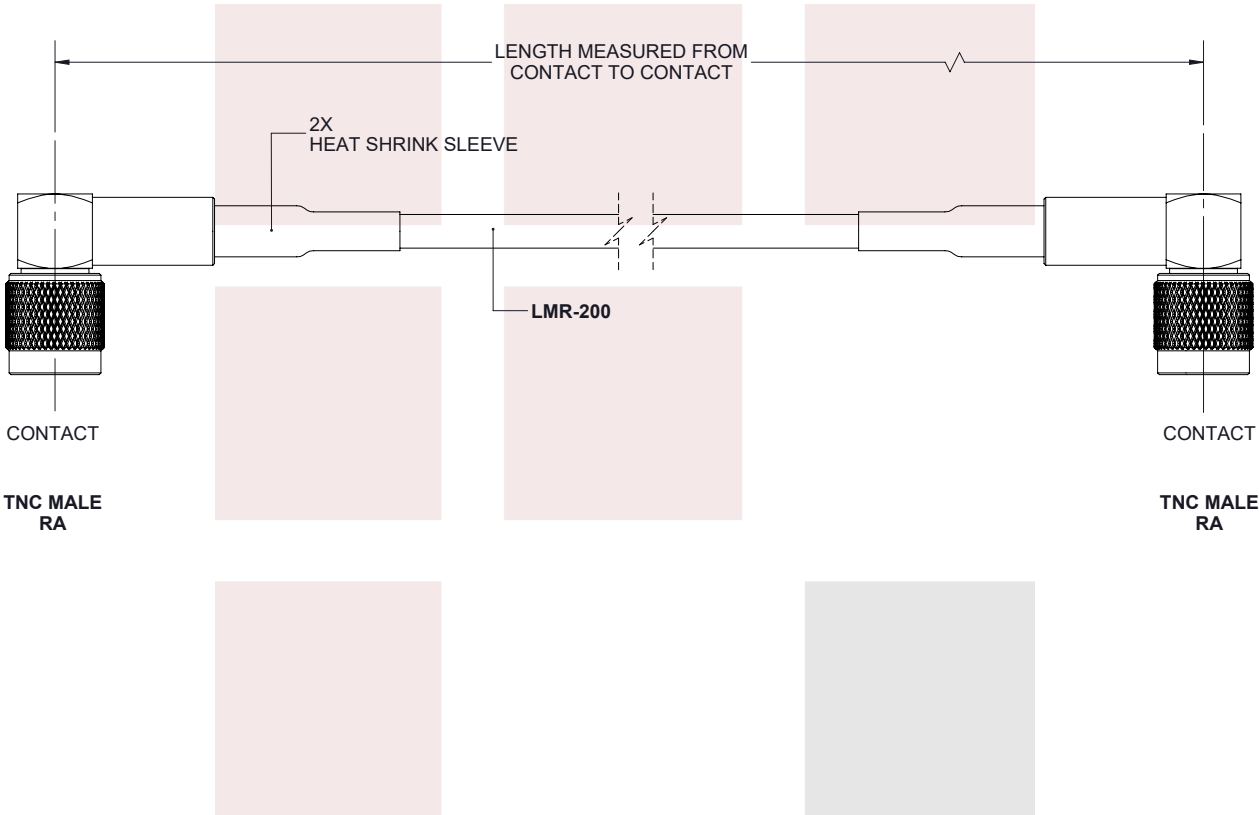 LENGTH MEASURED FROM
CONTACT TO CONTACT
2X
HEAT SHRINK SLEEVE
LMR-200
CONTACT
CONTACT
TNC MALE
RA
TNC MALE
RA